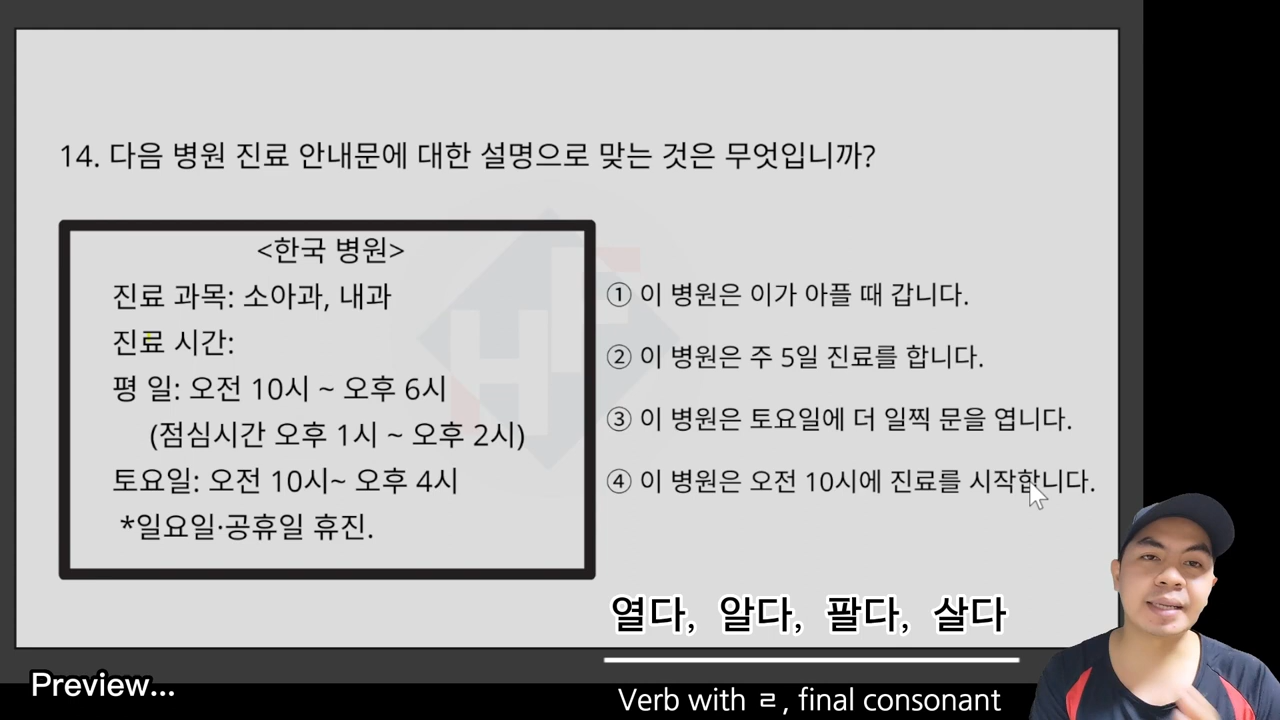 14. 다음 병원 진료 안내문에 대한 설명으로 맞는 것은 무엇입니까?
<한국 병원>
진료 과목: 소아과, 내과
진료 시간:
평 일: 오전 10시 ~ 오후 6시
(점심시간 오후 1시 ~ 오후 2시)
토요일: 오전 10시~ 오후 4시
*일요일·공휴일 휴진.
① 이 병원은 이가 아플 때 갑니다.
② 이 병원은 주 5일 진료를 합니다.
③ 이 병원은 토요일에 더 일찍 문을 엽니다.
④ 이 병원은 오전 10시에 진료를 시작합니다.
열다, 알다, 팔다, 살다
Verb with ㄹ, final consonant
Preview...
HF